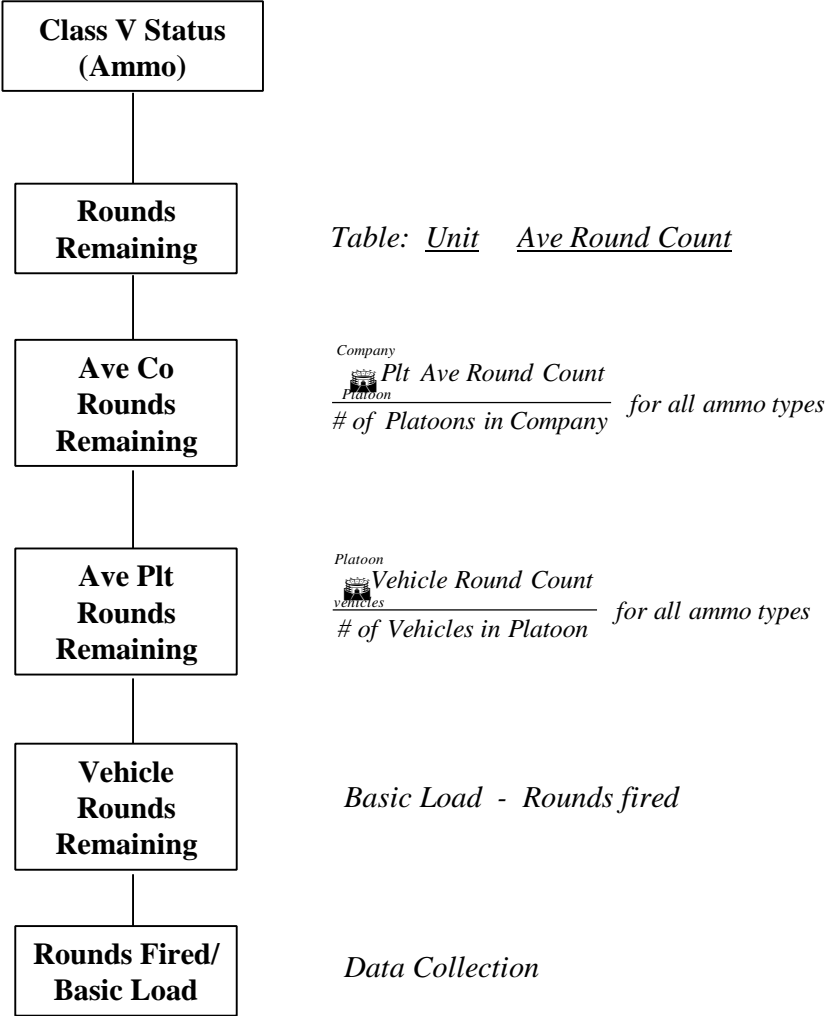 Class V Status
(Ammo)
Rounds
Remaining
Table: Unit Ave Round Count
Ave Co
Rounds
Remaining
Company
Plt Ave Round Count
Platoon
# of Platoons in Company
for all ammo types
Ave Plt
Rounds
Remaining
Platoon
Vehicle Round Count
vehicles
# of Vehicles in Platoon
for all ammo types
Vehicle
Rounds
Remaining
Basic Load - Rounds fired
Rounds Fired/
Basic Load
Data Collection